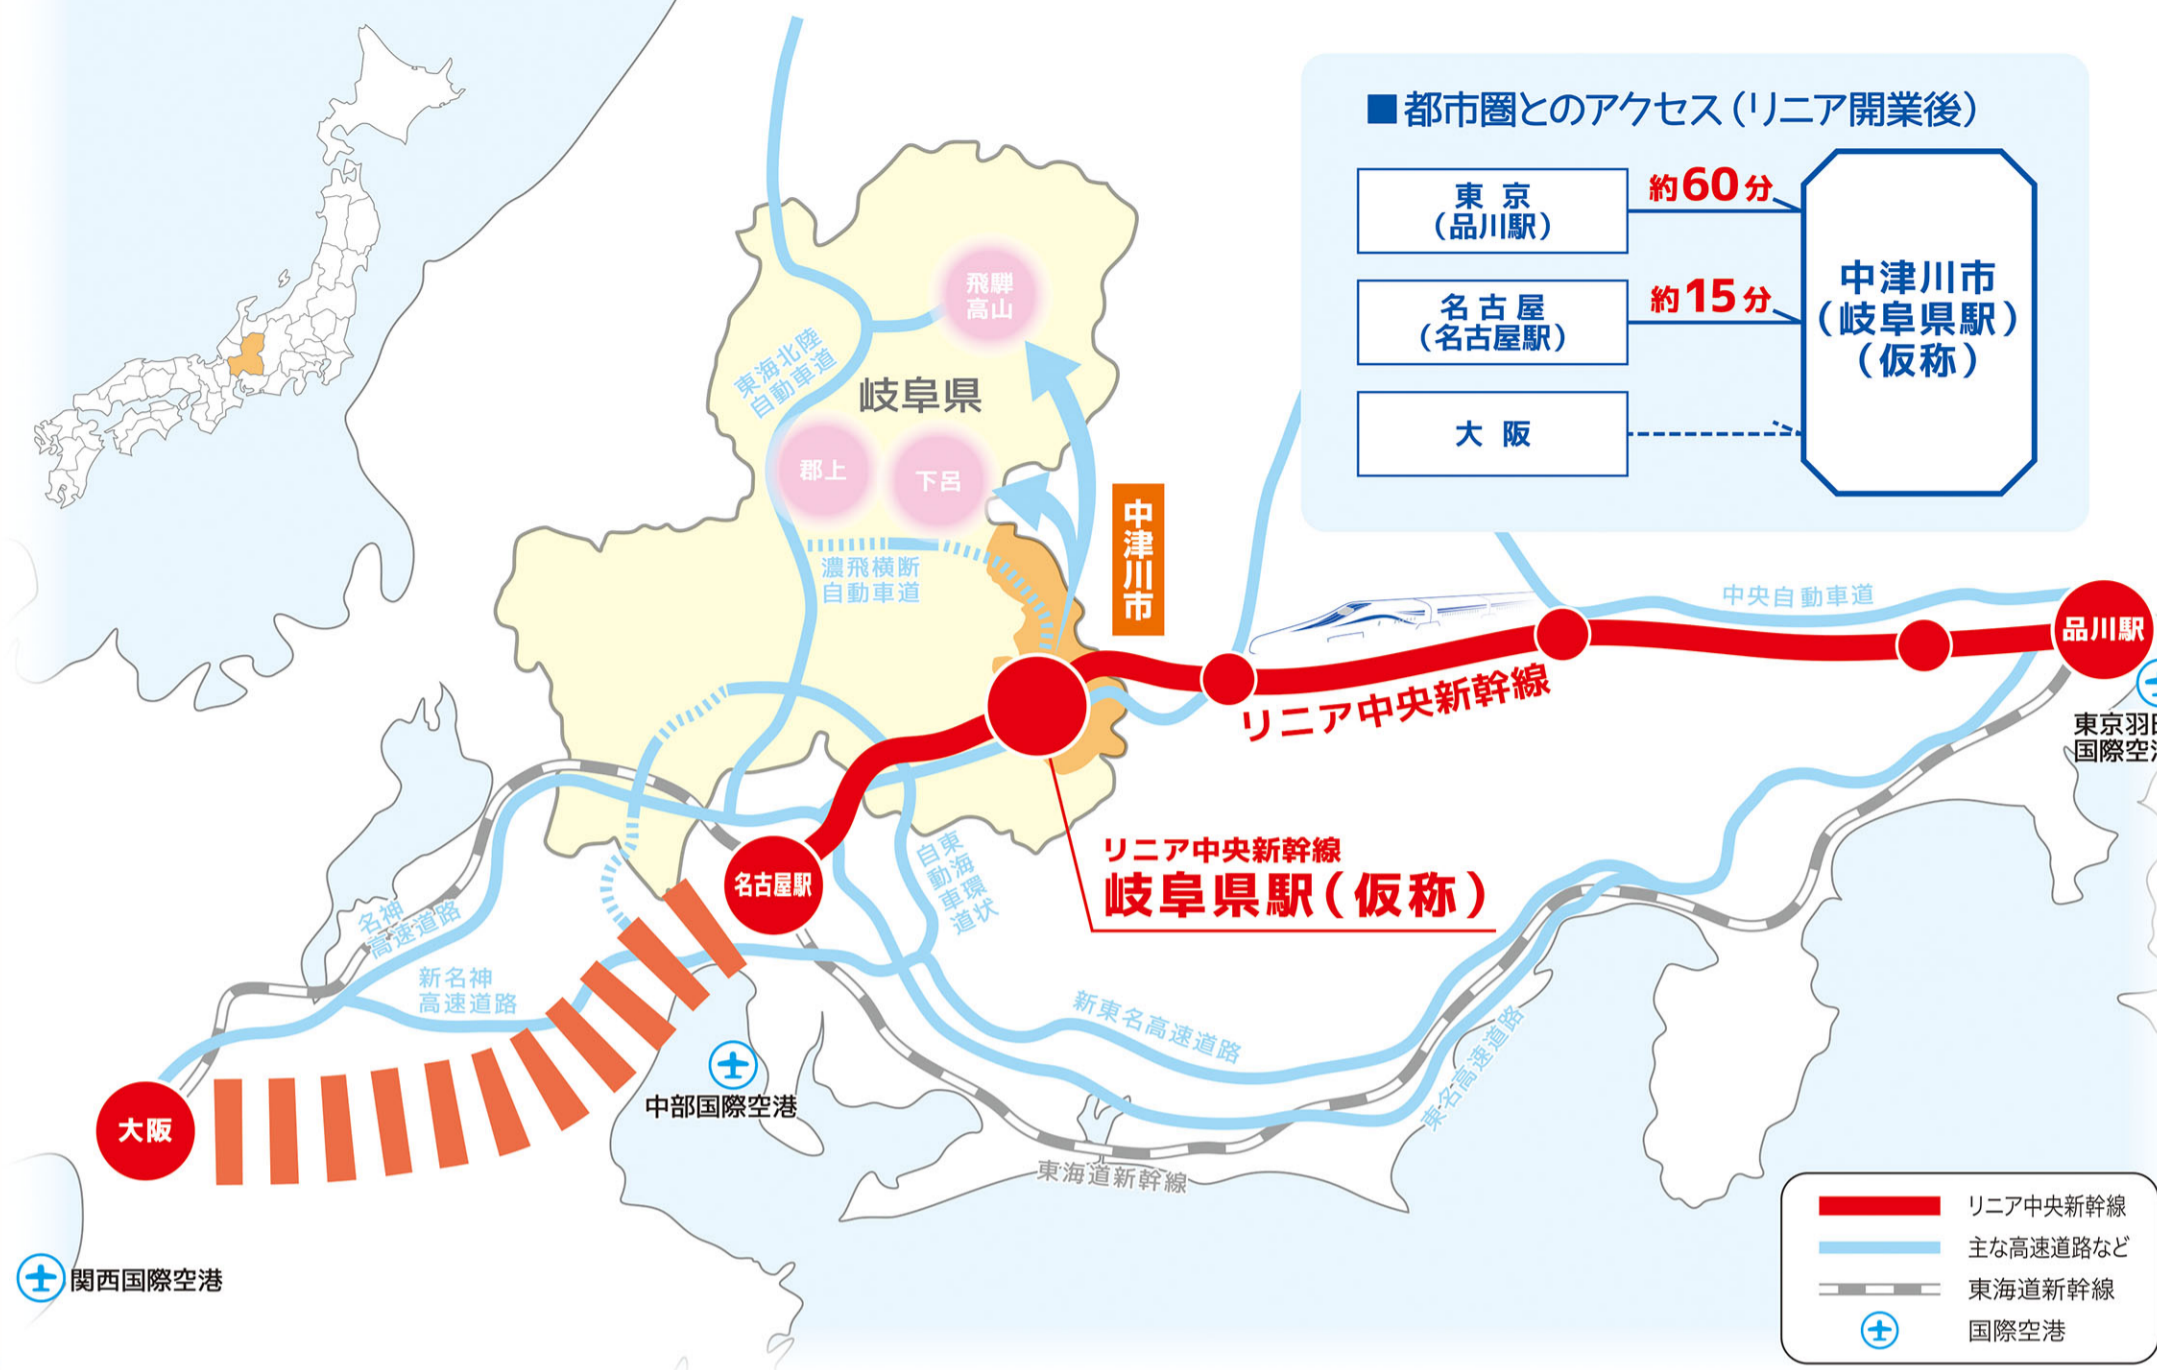 ■都市圏とのアクセス（リニア開業後）
東京
（品川駅）
約60分
名古屋
（名古屋駅）
約15分
大阪
中津川市
（岐阜県駅）
（仮称）
飛騨
高山
東海北陸
自動車道
岐阜県
郡上
下呂
濃飛横断
自動車道
中津川市
中央自動車道
品川駅
リニア中央新幹線
東京羽
国際空
リニア中央新幹線
岐阜県駅（仮称）
名古屋駅
東海環状
自動車道
名神
高速道路
新名神
高速道路
新東名高速道路
東名高速道路
中部国際空港
大阪
東海道新幹線
関西国際空港
リニア中央新幹線
主な高速道路など
東海道新幹線
国際空港